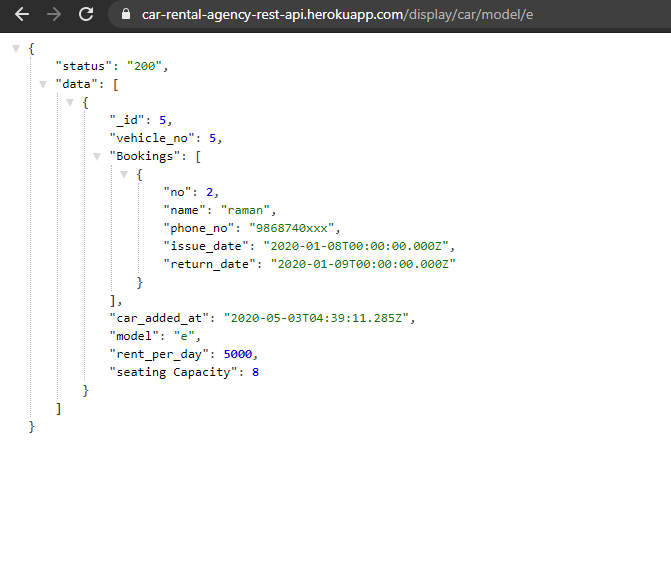 car-rental-agency-rest-api.herokuapp.com/display/car/model/e
{
"status": "200",
"data": [
{
"_id": 5,
"vehicle_no": 5,
"Bookings": [
{
"no": 2,
"name": "raman",
"phone_no": "9868740xxx",
"issue_date": "2020-01-08T00:00:00.000Z",
"return_date": "2020-01-09T00:00:00.000Z"
}
],
"car_added_at": "2020-05-03T04:39:11.285Z",
"model": "e",
"rent_per_day": 5000,
"seating Capacity": 8
}
]
}